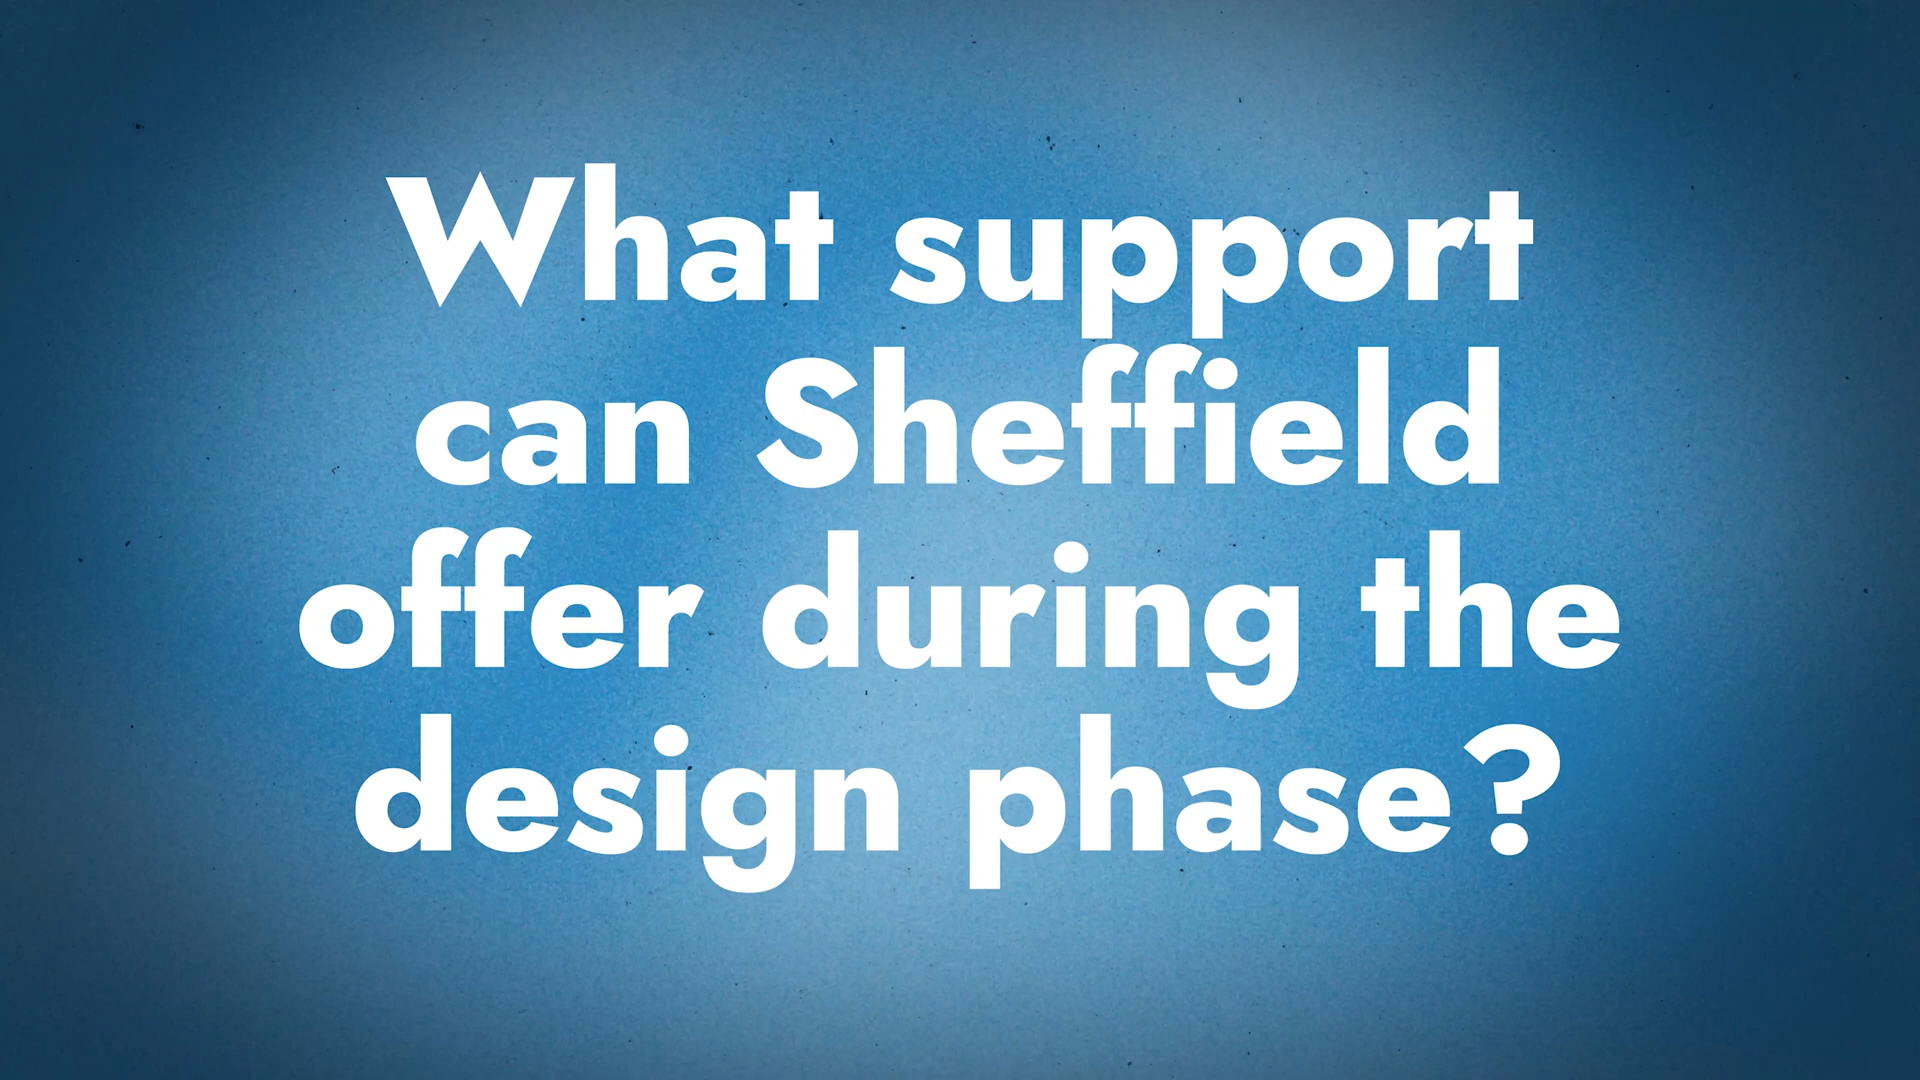 What support
can Sheffield
offer during the
design phase?